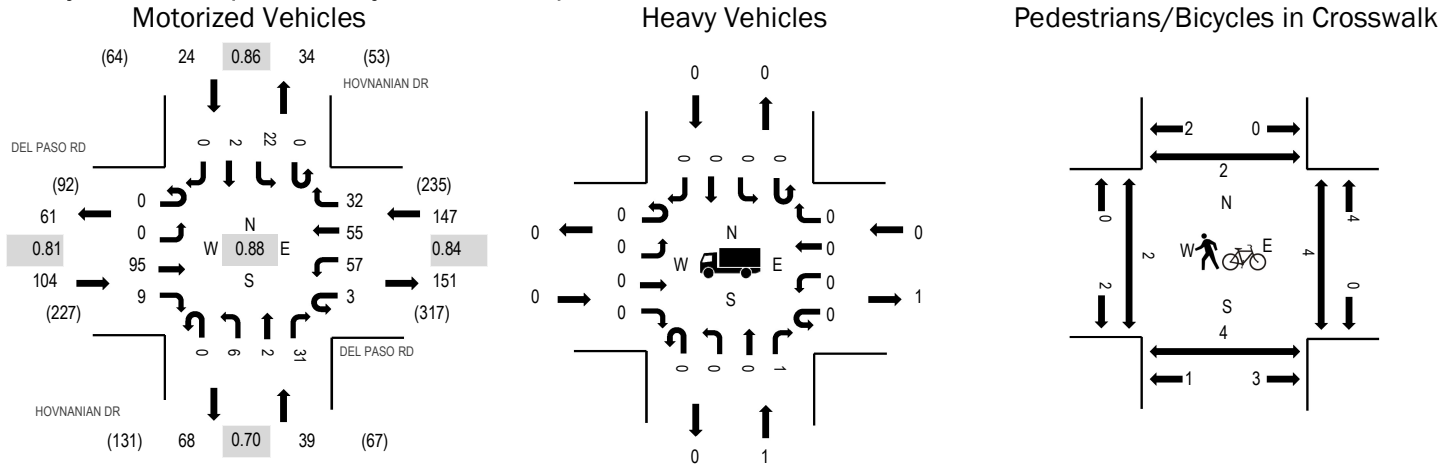 Motorized Vehicles
Heavy Vehicles
Pedestrians/Bicycles in Crosswalk
(64) 24 0.86 34 (53)
HOVNANIAN DR
DEL PASO RD
0 2 22 0
(92)
61
0.81
104
(227)
0
0
95
9
N
W 0.88 E
S
32
55
57
3
(235)
147
0.84
151
(317)
0 6 2 31
DEL PASO RD
HOVNANIAN DR
(131) 68 0.70 39 (67)
0 0
0 0 0 0
0
0
0
0
0
0
N
W E
S
0
0
0
0
0
1
0 0 0 1
0 1
2 0
2
N
0 2 4 4
W E
2 0
S
4
1 3